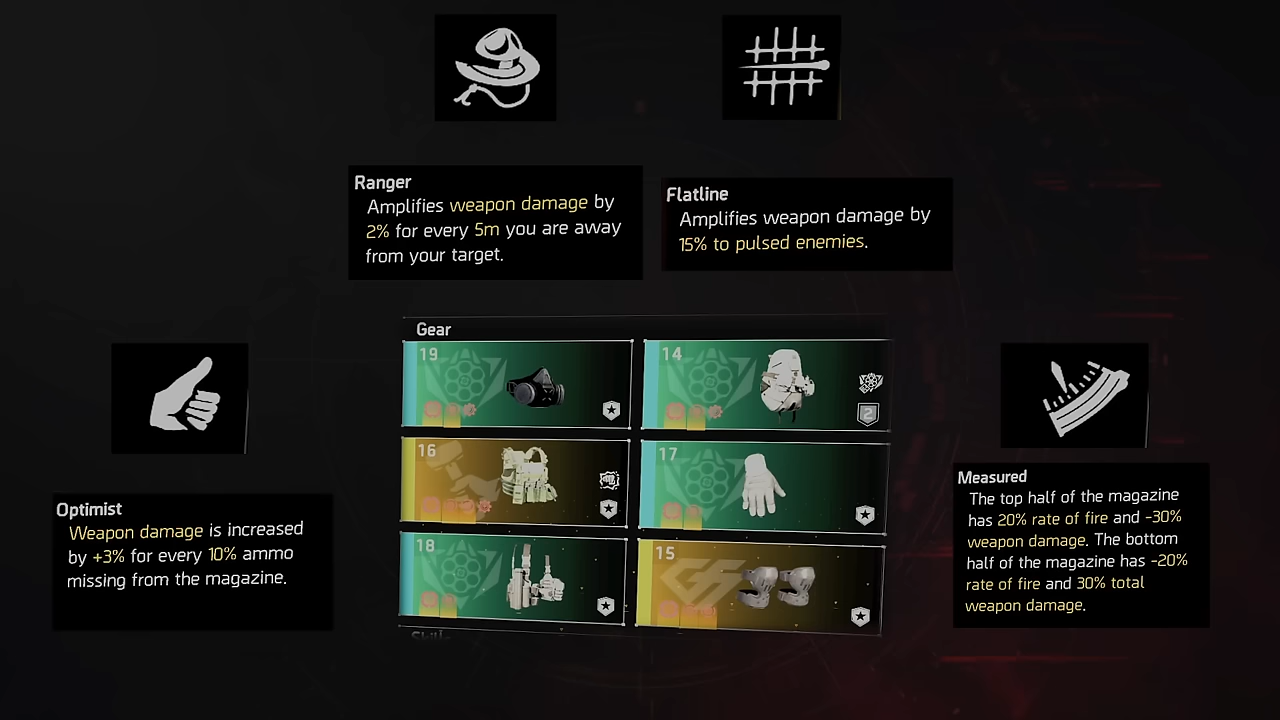 Ranger
Amplifies weapon damage by
2% for every 5m you are away
from your target.
Flatline
Amplifies weapon damage by
15% to pulsed enemies.
Gear
19
14
2
16
17
18
15
Optimist
Weapon damage is increased
by +3% for every 10% ammo
missing from the magazine.
Measured
The top half of the magazine
has 20% rate of fire and -30%
weapon damage. The bottom
half of the magazine has -20%
rate of fire and 30% total
weapon damage.